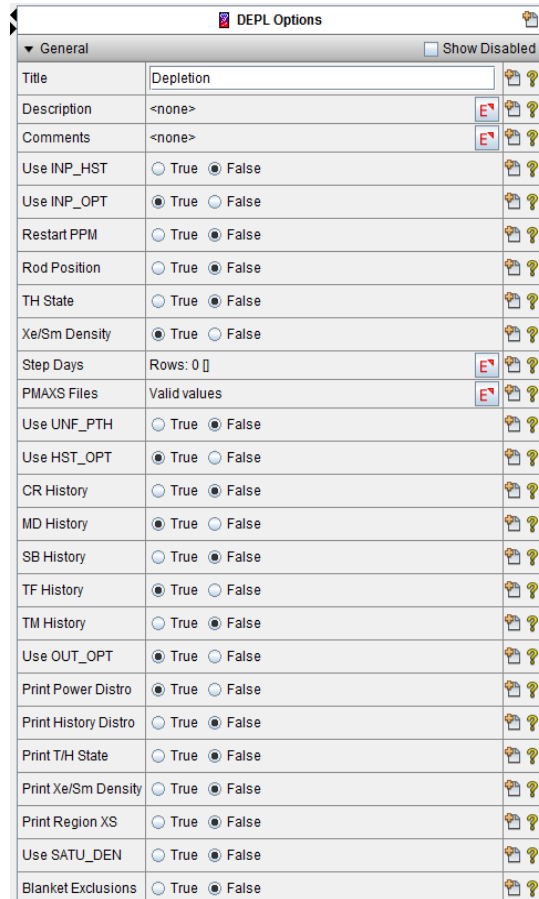 DEPL Options
General Show Disabled
Title Depletion ?
Description <none> E ?
Comments <none> E ?
Use INP_HST True False ?
Use INP_OPT True False ?
Restart PPM True False ?
Rod Position True False ?
TH State True False ?
Xe/Sm Density True False ?
Step Days Rows: 0 [] E ?
PMAXS Files Valid values E ?
Use UNF_PTH True False ?
Use HST_OPT True False ?
CR History True False ?
MD History True False ?
SB History True False ?
TF History True False ?
TM History True False ?
Use OUT_OPT True False ?
Print Power Distro True False ?
Print History Distro True False ?
Print T/H State True False ?
Print Xe/Sm Density True False ?
Print Region XS True False ?
Use SATU_DEN True False ?
Blanket Exclusions True False ?